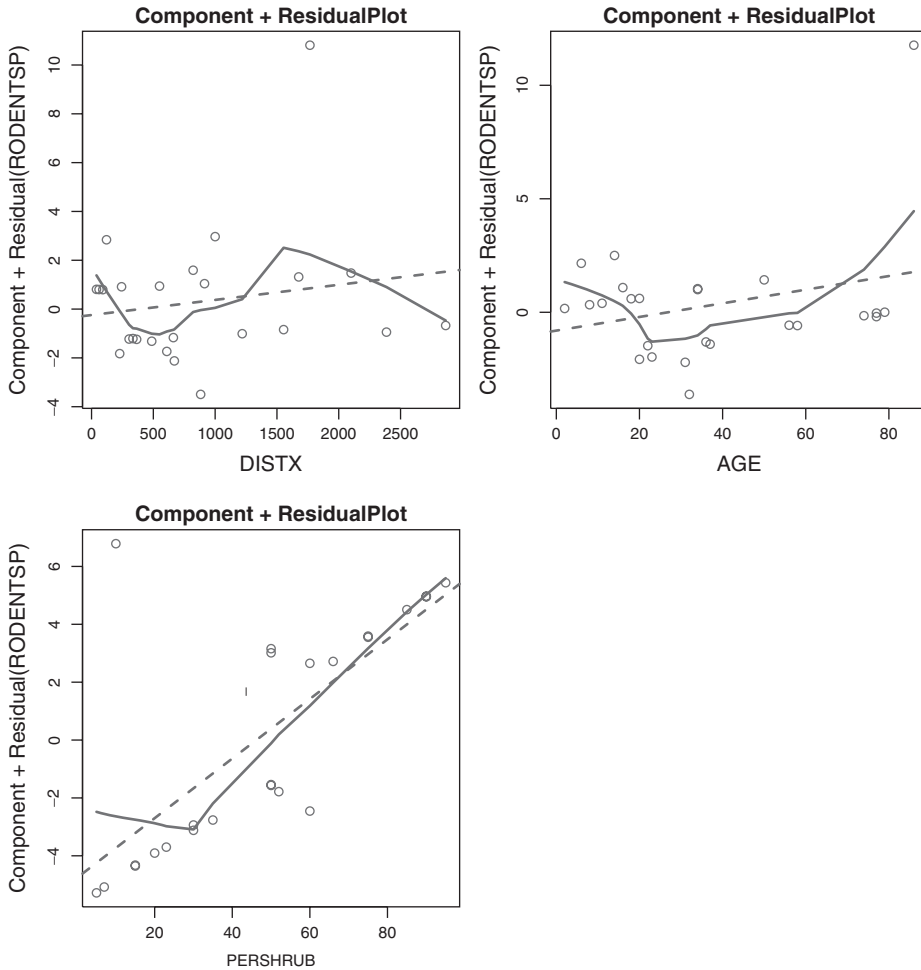 Component + ResidualPlot
Component + Residual(RODENTSP)
10
8
6
4
2
0
−2
−4
0 500 1000 1500 2000 2500
DISTX
Component + ResidualPlot
Component + Residual(RODENTSP)
10
5
0
0 20 40 60 80
AGE
Component + ResidualPlot
Component + Residual(RODENTSP)
6
4
2
0
−2
−4
20 40 60 80
PERSHRUB